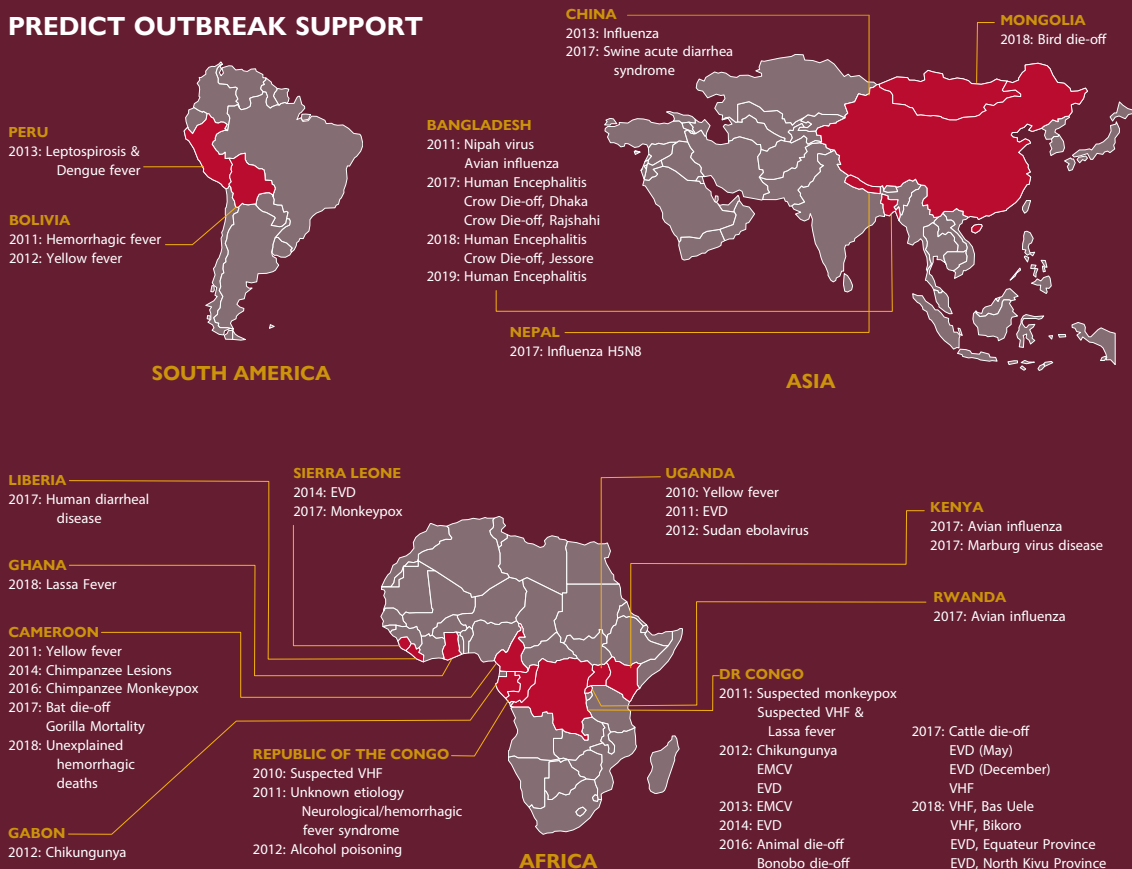 PREDICT OUTBREAK SUPPORT
PERU
2013: Leptospirosis &
Dengue fever
BOLIVIA
2011: Hemorrhagic fever
2012: Yellow fever
SOUTH AMERICA
CHINA
2013: Influenza
2017: Swine acute diarrhea
syndrome
MONGOLIA
2018: Bird die-off
BANGLADESH
2011: Nipah virus
Avian influenza
2017: Human Encephalitis
Crow Die-off, Dhaka
Crow Die-off, Rajshahi
2018: Human Encephalitis
Crow Die-off, Jessore
2019: Human Encephalitis
NEPAL
2017: Influenza H5N8
ASIA
LIBERIA
2017: Human diarrheal
disease
GHANA
2018: Lassa Fever
CAMEROON
2011: Yellow fever
2014: Chimpanzee Lesions
2016: Chimpanzee Monkeypox
2017: Bat die-off
Gorilla Mortality
2018: Unexplained
hemorrhagic
deaths
GABON
2012: Chikungunya
SIERRA LEONE
2014: EVD
2017: Monkeypox
REPUBLIC OF THE CONGO
2010: Suspected VHF
2011: Unknown etiology
Neurological/hemorrhagic
fever syndrome
2012: Alcohol poisoning
UGANDA
2010: Yellow fever
2011: EVD
2012: Sudan ebolavirus
KENYA
2017: Avian influenza
2017: Marburg virus disease
RWANDA
2017: Avian influenza
DR CONGO
2011: Suspected monkeypox
Suspected VHF &
Lassa fever
2012: Chikungunya
EMCV
EVD
2013: EMCV
2014: EVD
2016: Animal die-off
Bonobo die-off
2017: Cattle die-off
EVD (May)
EVD (December)
VHF
2018: VHF, Bas Uele
VHF, Bikoro
EVD, Equateur Province
EVD, North Kivu Province
AFRICA